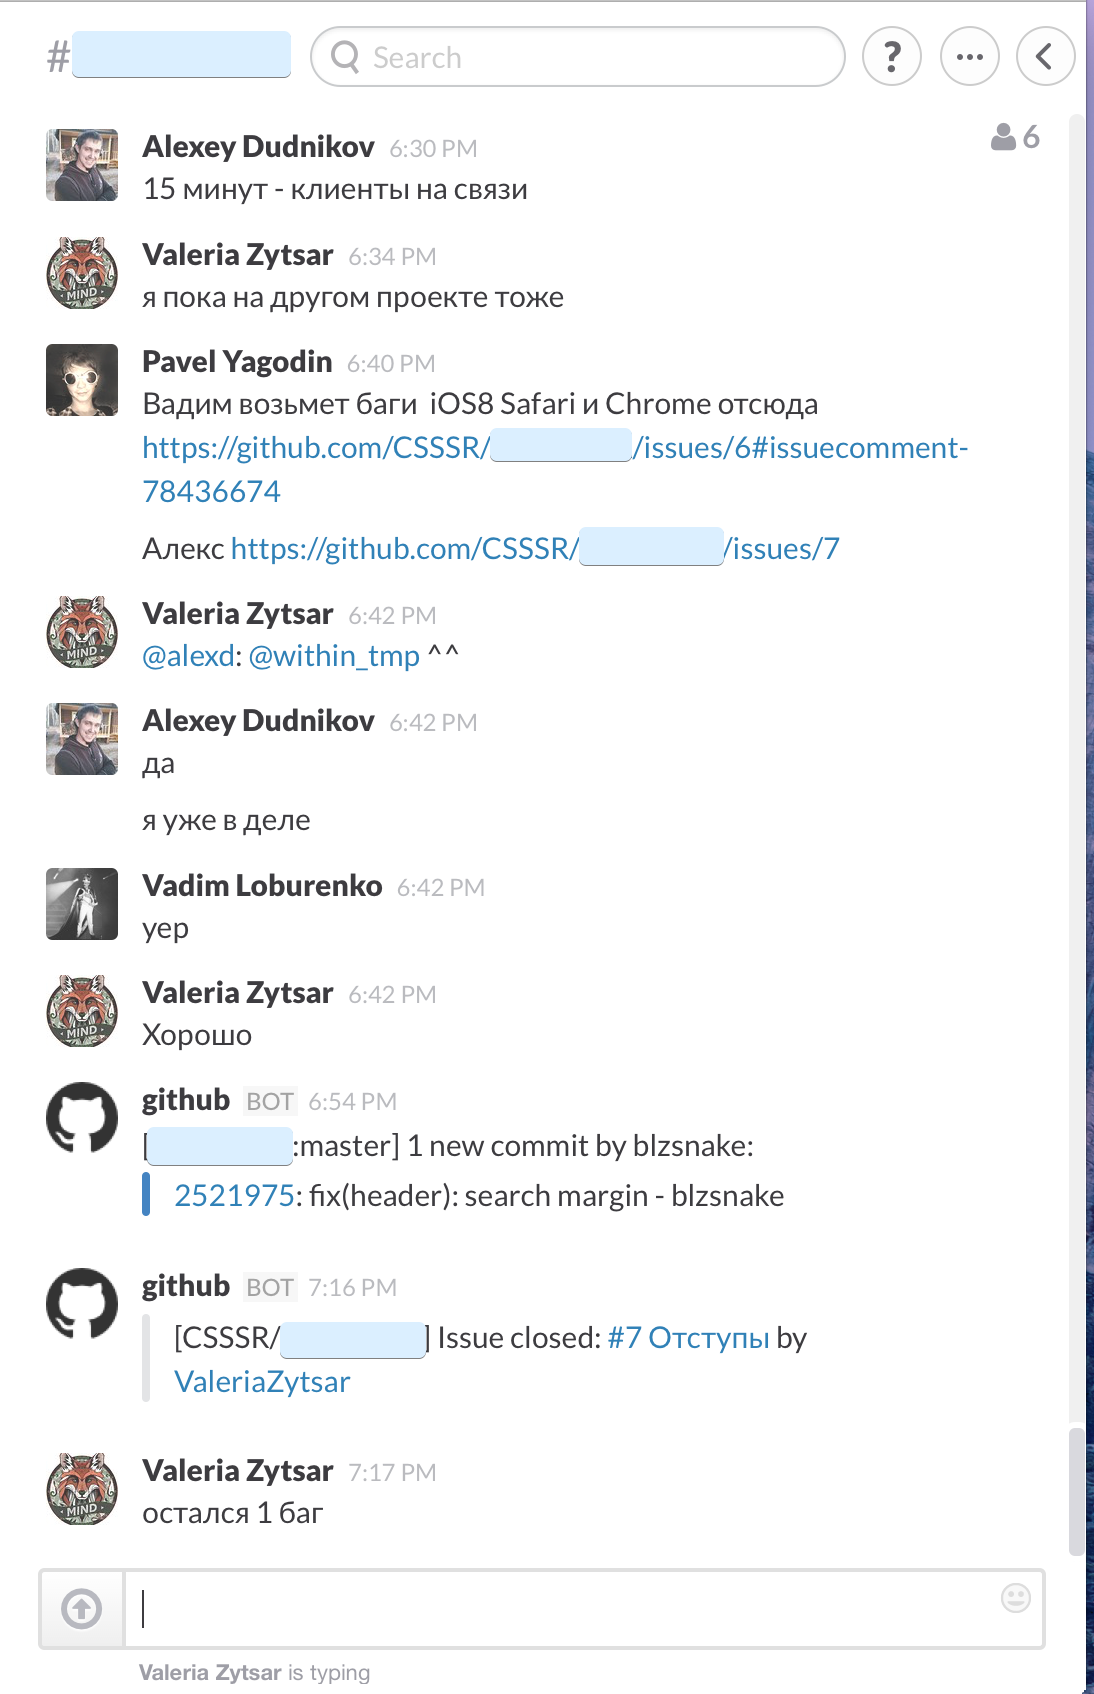 #
Search
?
Alexey Dudnikov 6:30 PM
6
15 минут - клиенты на связи
Valeria Zytsar 6:34 PM
MIND
я пока на другом проекте тоже
Pavel Yagodin 6:40 PM
Вадим возьмет баги iOS8 Safari и Chrome отсюда
https://github.com/CSSSR/ /issues/6#issuecomment-
78436674
Алекс https://github.com/CSSSR/ /issues/7
Valeria Zytsar 6:42 PM
MIND
@alexd: @within_tmp ^^
Alexey Dudnikov 6:42 PM
да
я уже в деле
Vadim Loburenko 6:42 PM
уер
Valeria Zytsar 6:42 PM
MIND
Хорошо
github BOT 6:54 PM
[ :master] 1 new commit by blzsnake:
2521975: fix(header): search margin - blzsnake
github BOT 7:16 PM
[CSSSR/ ] Issue closed: #7 Отступы by
ValeriaZytsar
Valeria Zytsar 7:17 PM
MIND
остался 1 баг
Valeria Zytsar is typing